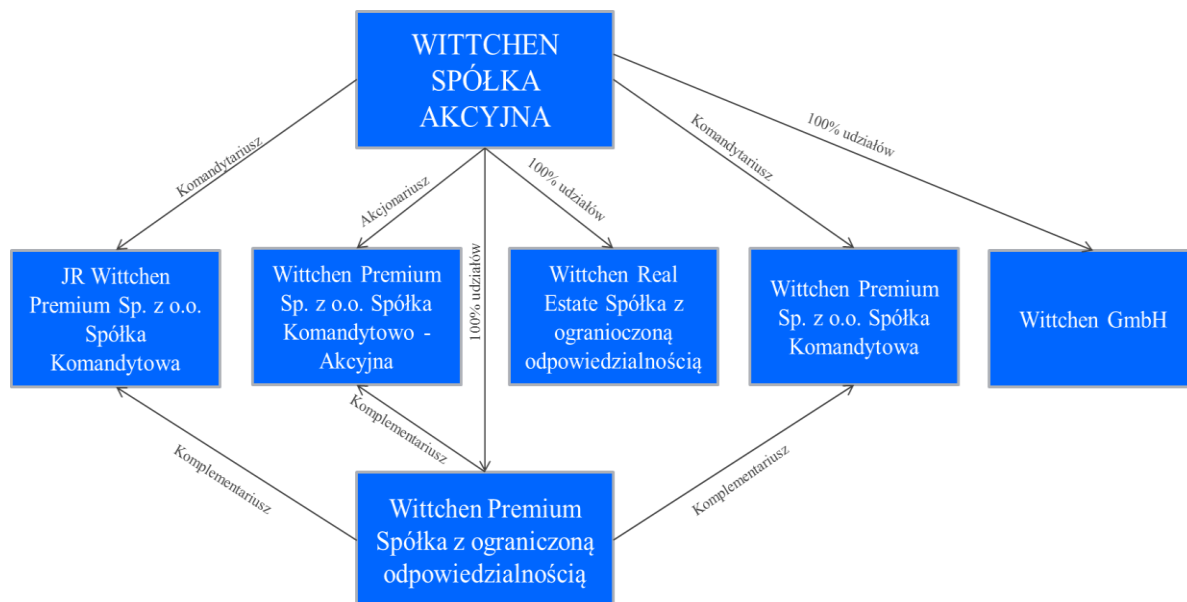 WITTCHEN
SPÓŁKA
AKCYJNA
100% udziałów
Komandytariusz
Komandytariusz
Akcjonariusz
100% udziałów
100% udziałów
JR Wittchen
Premium Sp. z o.o.
Spółka
Komandytowa
Wittchen Premium
Sp. z o.o. Spółka
Komandytowo -
Akcyjna
Wittchen Real
Estate Spółka z
ogranioczoną
odpowiedzialnością
Wittchen Premium
Sp. z o.o. Spółka
Komandytowa
Wittchen GmbH
Komplementariusz
Komplementariusz
Komplementariusz
Wittchen Premium
Spółka z ograniczoną
odpowiedzialnością